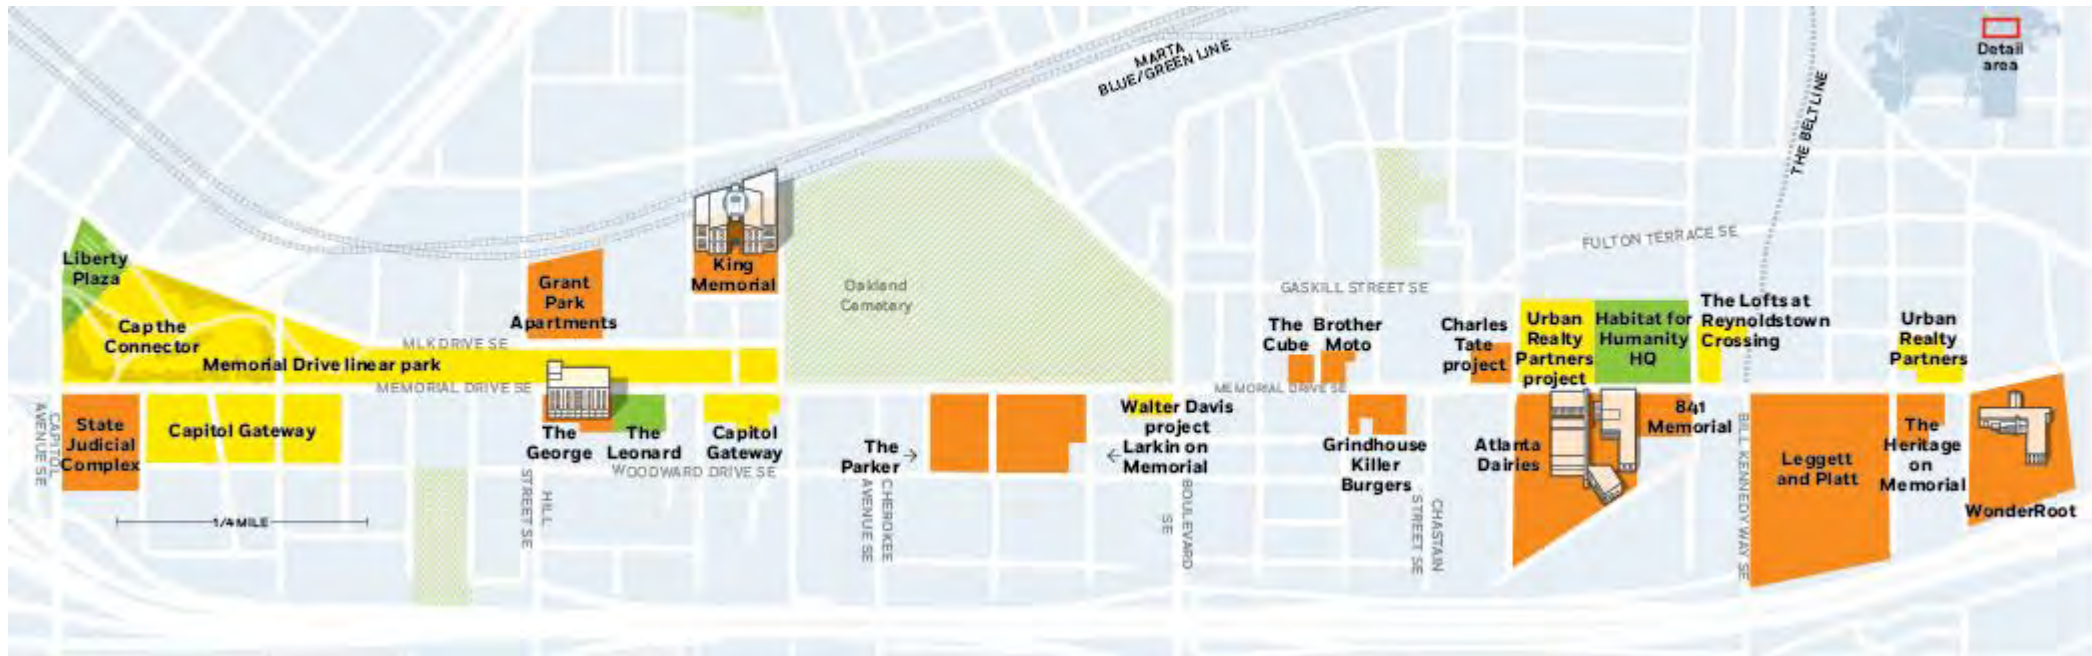 MARTA
BLUE/GREEN LINE
Detail
area
THE BELTLINE
Liberty
Plaza
Cap the
Connector
Memorial Drive linear park
MLK DRIVE SE
MEMORIAL DRIVE SE
Grant
Park
Apartments
King
Memorial
Oakland
Cemetery
GASKILL STREET SE
FULTON TERRACE SE
The
Cube
Brother
Moto
MEMORIAL DRIVE SE
Charles
Tate
project
Urban
Realty
Partners
project
Habitat for
Humanity
HQ
The Lofts at
Reynoldstown
Crossing
Urban
Realty
Partners
CAPITOL
AVENUE SE
State
Judicial
Complex
Capitol Gateway
1/4 MILE
HILL
STREET SE
The
George
The
Leonard
WOODWARD DRIVE SE
Capitol
Gateway
The
Parker →
CHEROKEE
AVENUE SE
Walter Davis
project
← Larkin on
Memorial
BOULEVARD
SE
Grindhouse
Killer
Burgers
CHASTAIN
STREET SE
Atlanta
Dairies
841
Memorial
BILL KENNEDY WAY SE
Leggett
and Platt
The
Heritage
on
Memorial
WonderRoot